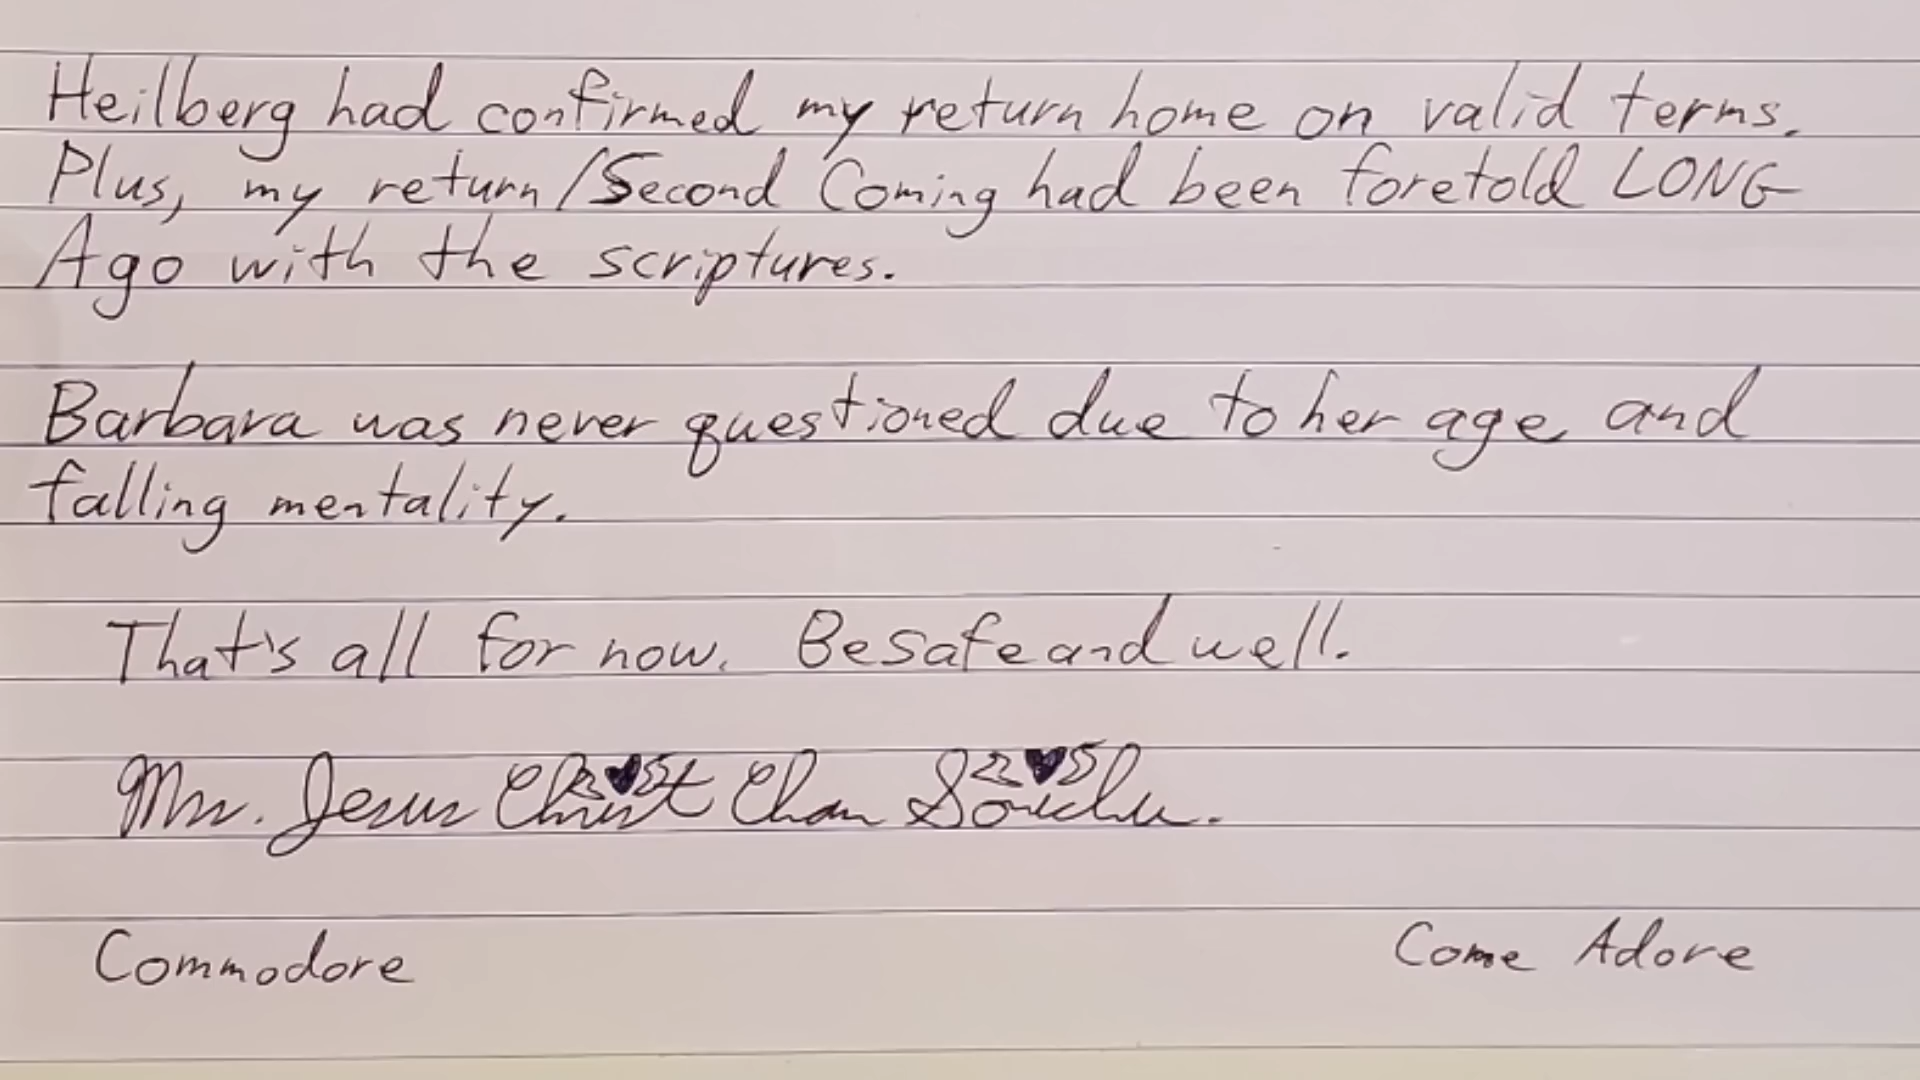 Heilberg had confirmed my return home on valid terms.
Plus, my return/Second Coming had been foretold LONG
Ago with the scriptures.
Barbara was never questioned due to her age and
falling mentality.
That's all for now. Be safe and well.
Mrs. Jesus Christ Chan Sonichu.
Commodore
Come Adore